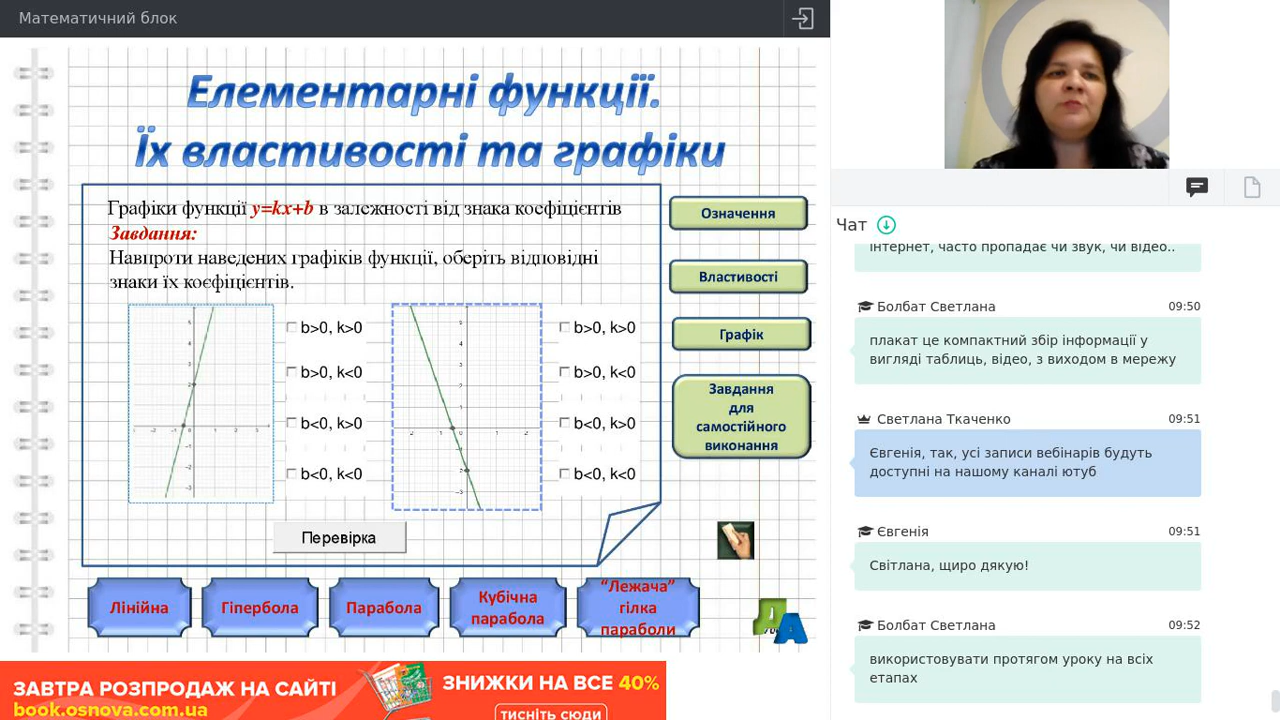 Математичний блок
Елементарні функції.
Їх властивості та графіки
Графіки функції y=kx+b в залежності від знака коефіцієнтів
Завдання:
Навпроти наведених графіків функції, оберіть відповідні
знаки їх коефіцієнтів.
b>0, k>0
b>0, k<0
b<0, k>0
b<0, k<0
b>0, k>0
b>0, k<0
b<0, k>0
b<0, k<0
Перевірка
Означення
Властивості
Графік
Завдання
для
самостійного
виконання
Лінійна
Гіпербола
Парабола
Кубічна
парабола
“Лежача”
гілка
параболи
ЗАВТРА РОЗПРОДАЖ НА САЙТІ
book.osnova.com.ua
ЗНИЖКИ НА ВСЕ 40%
тисніть сюди
Чат
інтернет, часто пропадає чи звук, чи відео..
Болбат Светлана 09:50
плакат це компактний збір інформації у
вигляді таблиць, відео, з виходом в мережу
Светлана Ткаченко 09:51
Євгенія, так, усі записи вебінарів будуть
доступні на нашому каналі ютуб
Євгенія 09:51
Світлана, щиро дякую!
Болбат Светлана 09:52
використовувати протягом уроку на всіх
етапах